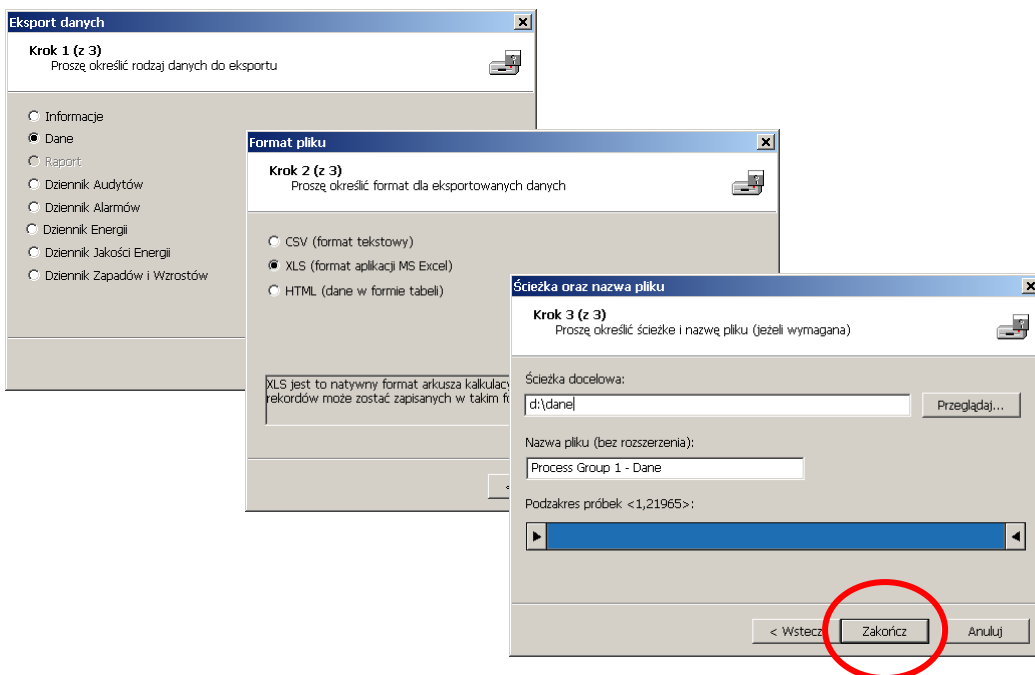 Eksport danych
Krok 1 (z 3)
Proszę określić rodzaj danych do eksportu
Informacje
Dane
Raport
Dziennik Audytów
Dziennik Alarmów
Dziennik Energii
Dziennik Jakości Energii
Dziennik Zapadów i Wzrostów
Format pliku
Krok 2 (z 3)
Proszę określić format dla eksportowanych danych
CSV (format tekstowy)
XLS (format aplikacji MS Excel)
HTML (dane w formie tabeli)
XLS jest to natywny format arkusza
rekordów może zostać zapisanych w takim
<
Ścieżka oraz nazwa pliku
Krok 3 (z 3)
Proszę określić ścieżke i nazwę pliku (jeżeli wymagana)
Ścieżka docelowa:
d:\dane
Przeglądaj...
Nazwa pliku (bez rozszerzenia):
Process Group 1 - Dane
Podzakres próbek <1,21965>:
< Wstecz
Zakończ
Anuluj